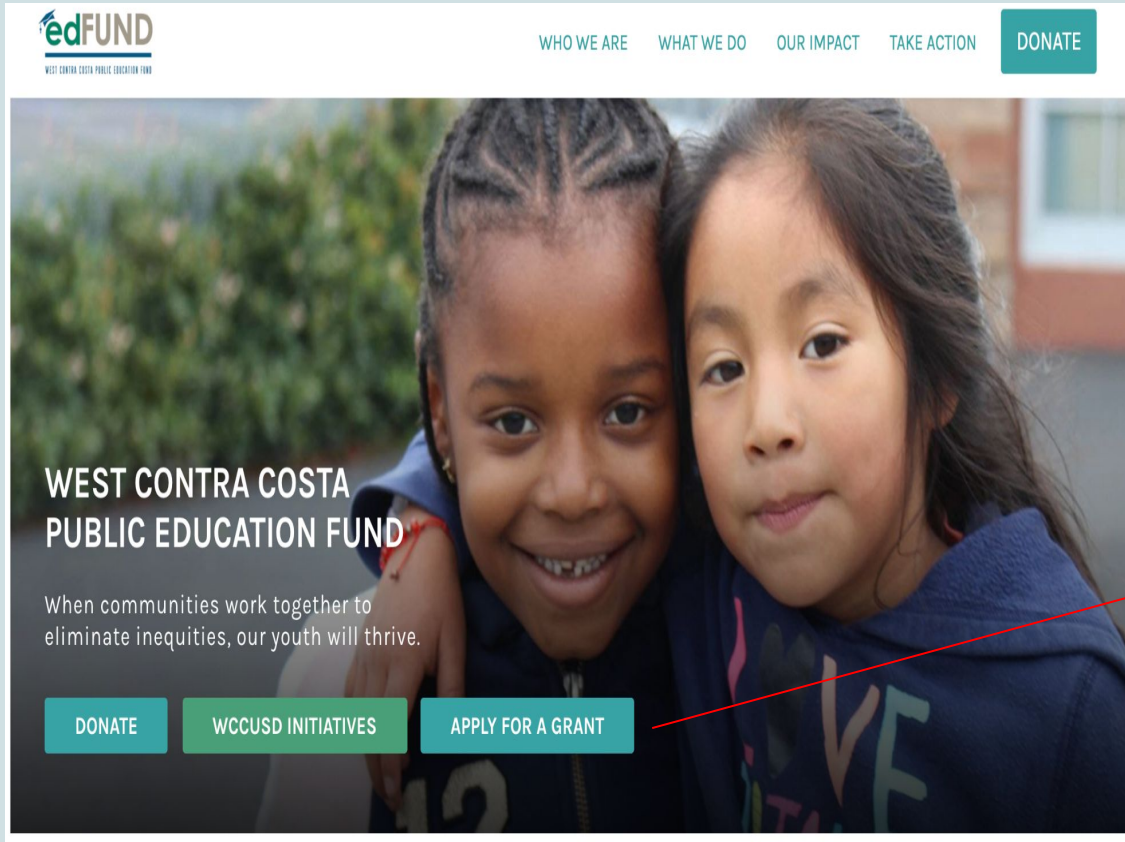 edFUND
WEST CONTRA COSTA PUBLIC EDUCATION FUND
WHO WE ARE WHAT WE DO OUR IMPACT TAKE ACTION DONATE
WEST CONTRA COSTA
PUBLIC EDUCATION FUND
When communities work together to
eliminate inequities, our youth will thrive.
DONATE WCCUSD INITIATIVES APPLY FOR A GRANT
12